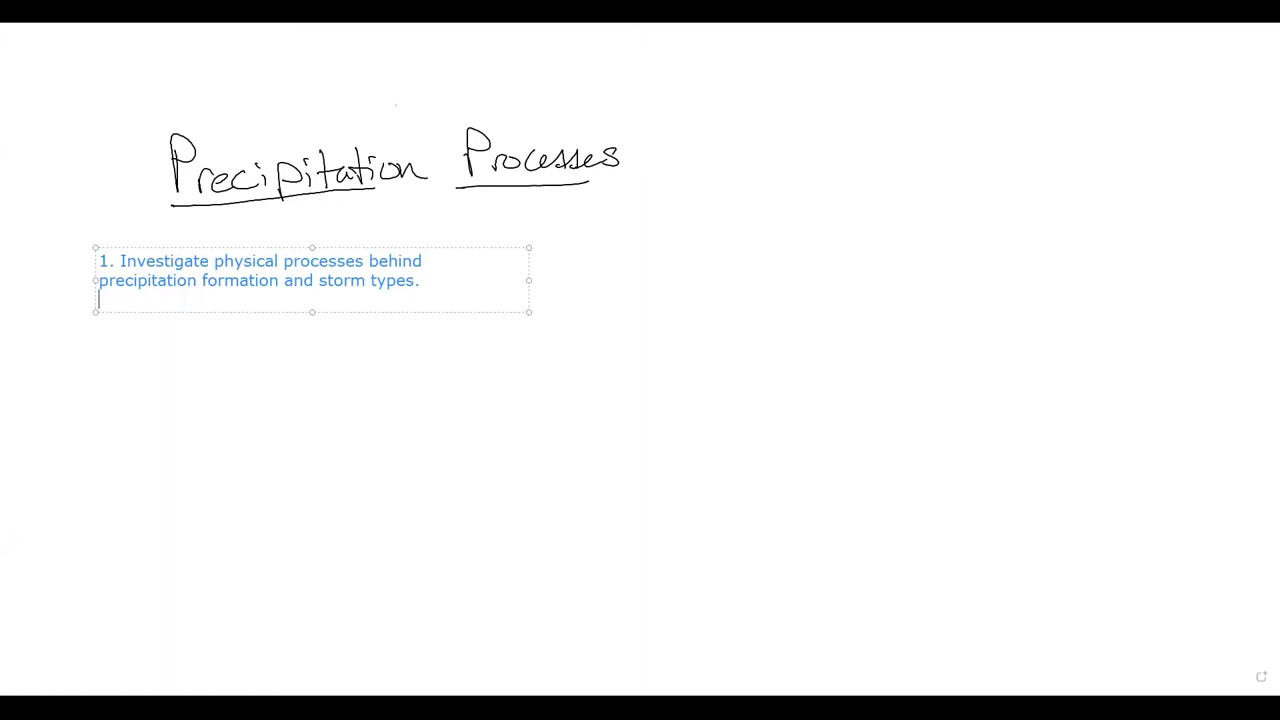 Precipitation Processes
1. Investigate physical processes behind
precipitation formation and storm types.